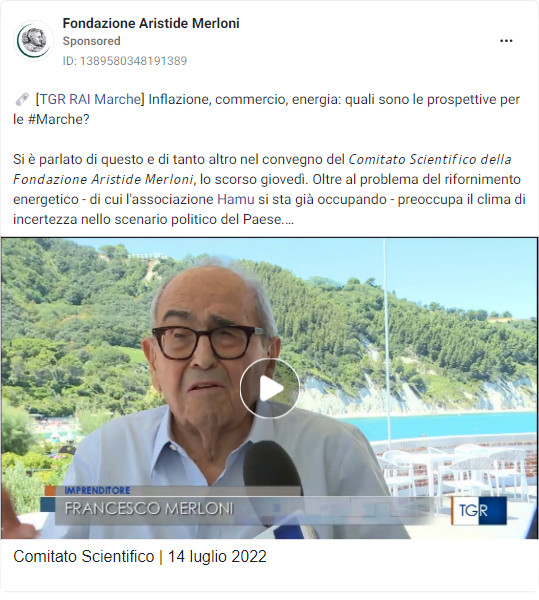 Fondazione Aristide Merloni
Sponsored
ID: 1389580348191389
[TGR RAI Marche] Inflazione, commercio, energia: quali sono le prospettive per
le #Marche?
Si è parlato di questo e di tanto altro nel convegno del Comitato Scientifico della
Fondazione Aristide Merloni, lo scorso giovedì. Oltre al problema del rifornimento
energetico - di cui l'associazione Hamu si sta già occupando - preoccupa il clima di
incertezza nello scenario politico del Paese....
IMPRENDITORE
FRANCESCO MERLONI
TGR
Comitato Scientifico | 14 luglio 2022